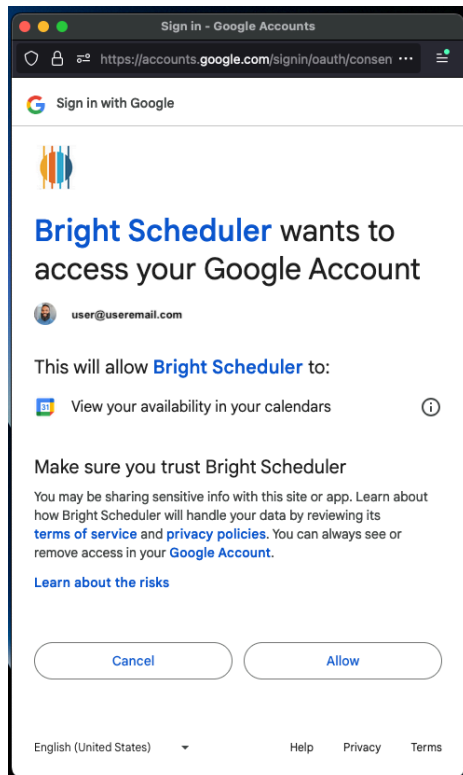 Sign in - Google Accounts
https://accounts.google.com/signin/oauth/consen
Sign in with Google
Bright Scheduler wants to
access your Google Account
user@useremail.com
This will allow Bright Scheduler to:
31
View your availability in your calendars
Make sure you trust Bright Scheduler
You may be sharing sensitive info with this site or app. Learn about
how Bright Scheduler will handle your data by reviewing its
terms of service and privacy policies. You can always see or
remove access in your Google Account.
Learn about the risks
Cancel
Allow
English (United States)
Help
Privacy
Terms